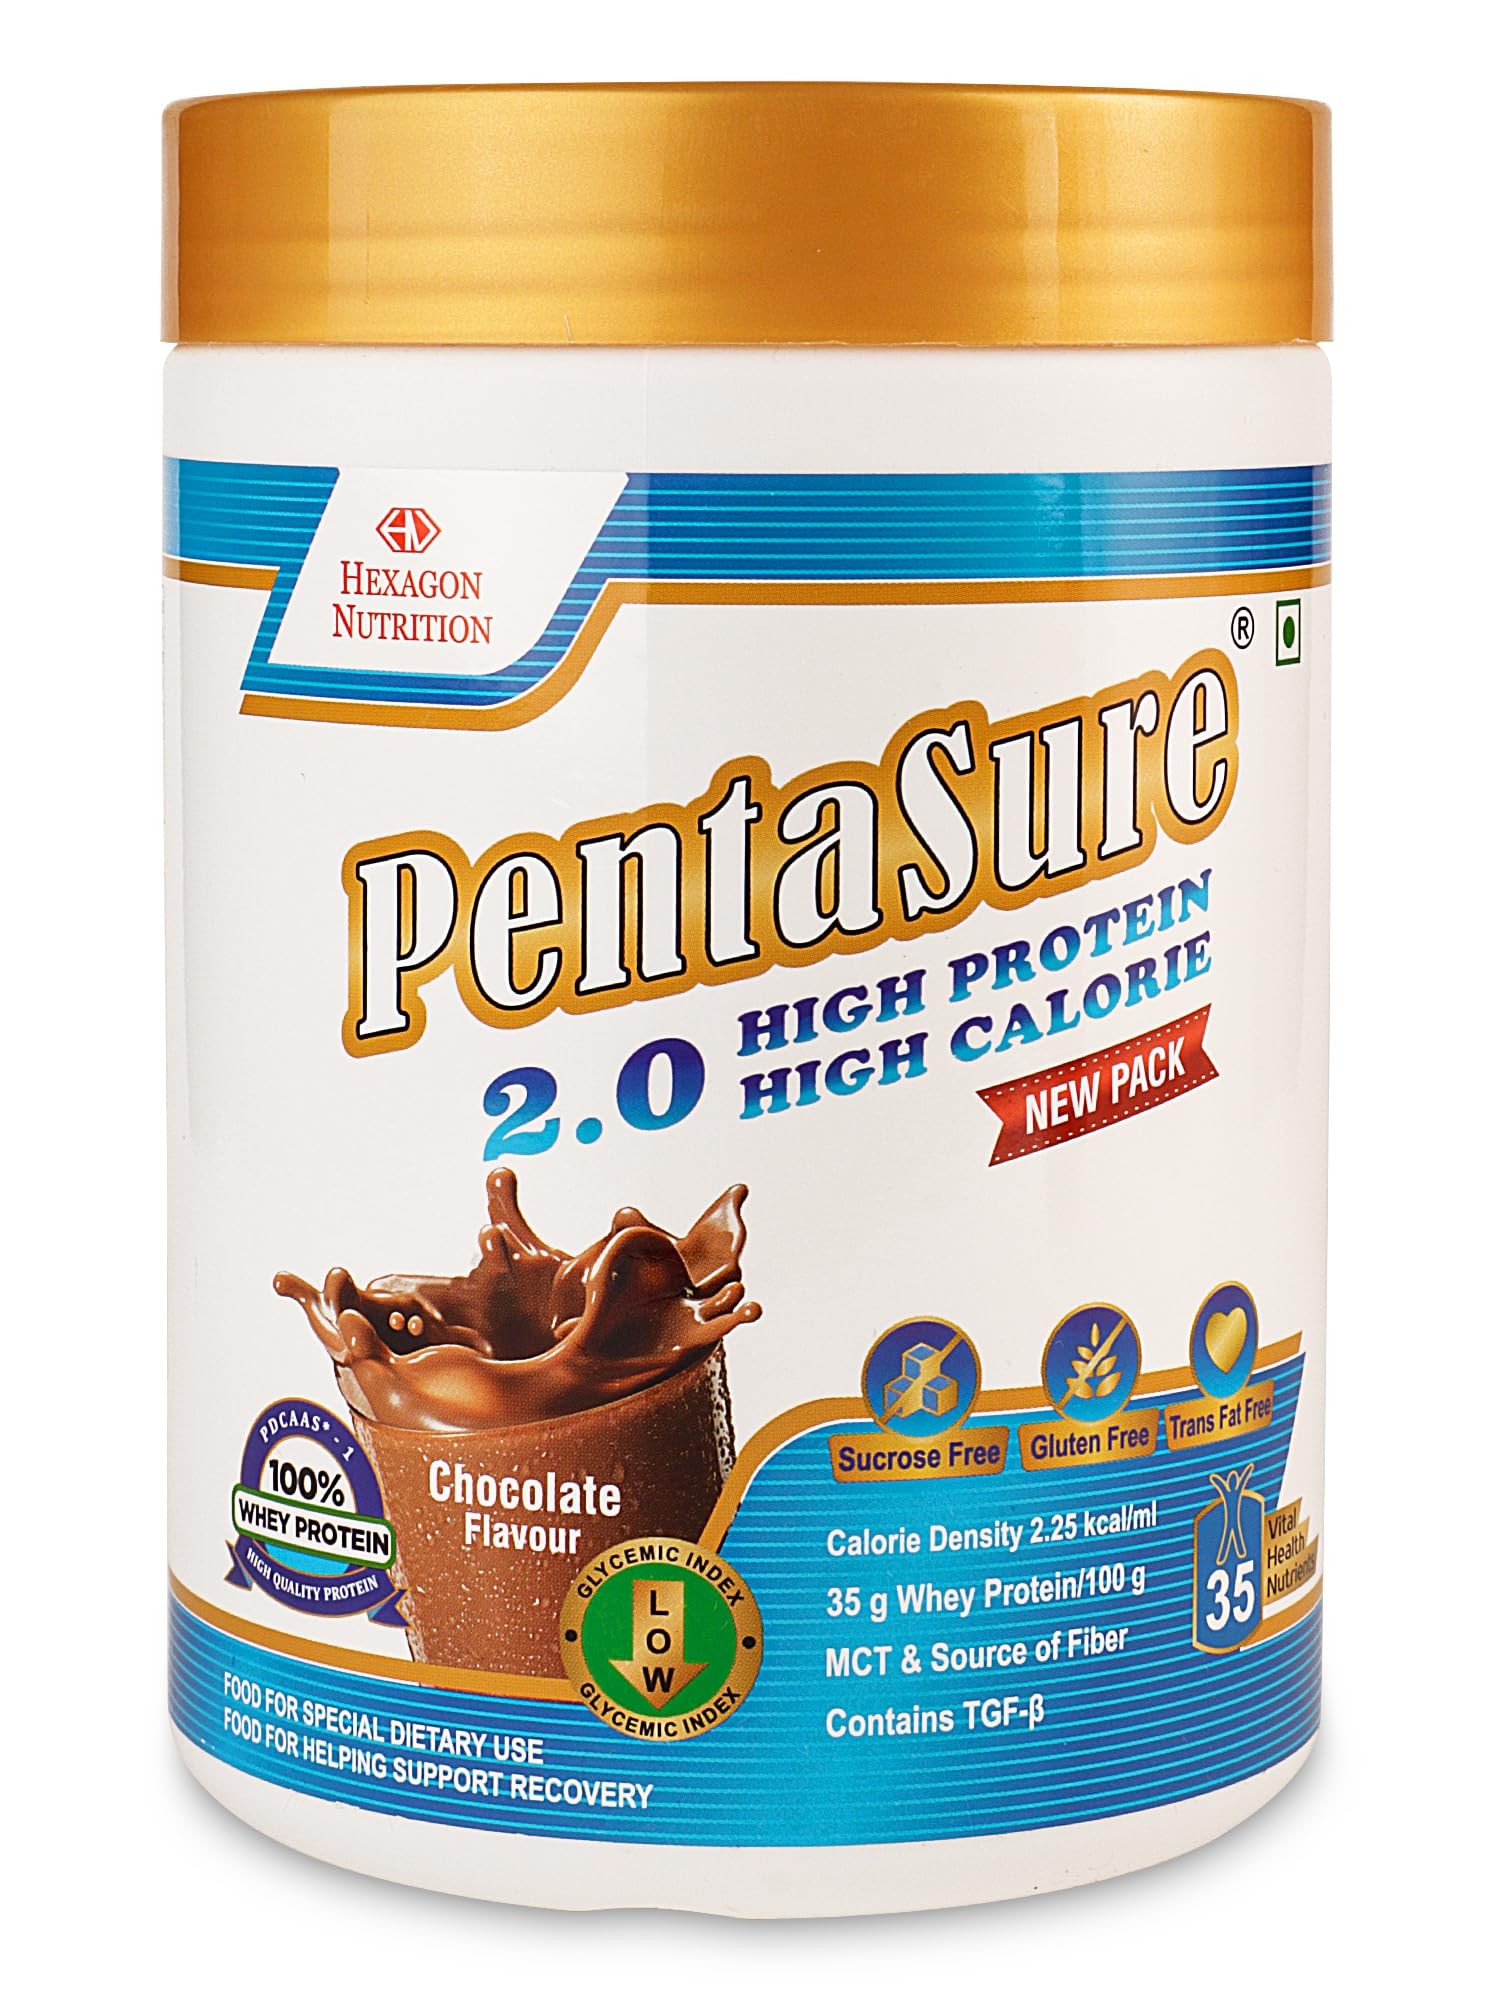 HEXAGON
NUTRITION
®
PentaSure
2.0
HIGH PROTEIN
HIGH CALORIE
NEW PACK
PDCAAS* - 1
100%
WHEY PROTEIN
HIGH QUALITY PROTEIN
Chocolate
Flavour
GLYCEMIC INDEX
LOW
GLYCEMIC INDEX
Sucrose Free
Gluten Free
Trans Fat Free
Calorie Density 2.25 kcal/ml
35 g Whey Protein/100 g
MCT & Source of Fiber
Contains TGF-β
35
Vital
Health
Nutrients
FOOD FOR SPECIAL DIETARY USE
FOOD FOR HELPING SUPPORT RECOVERY